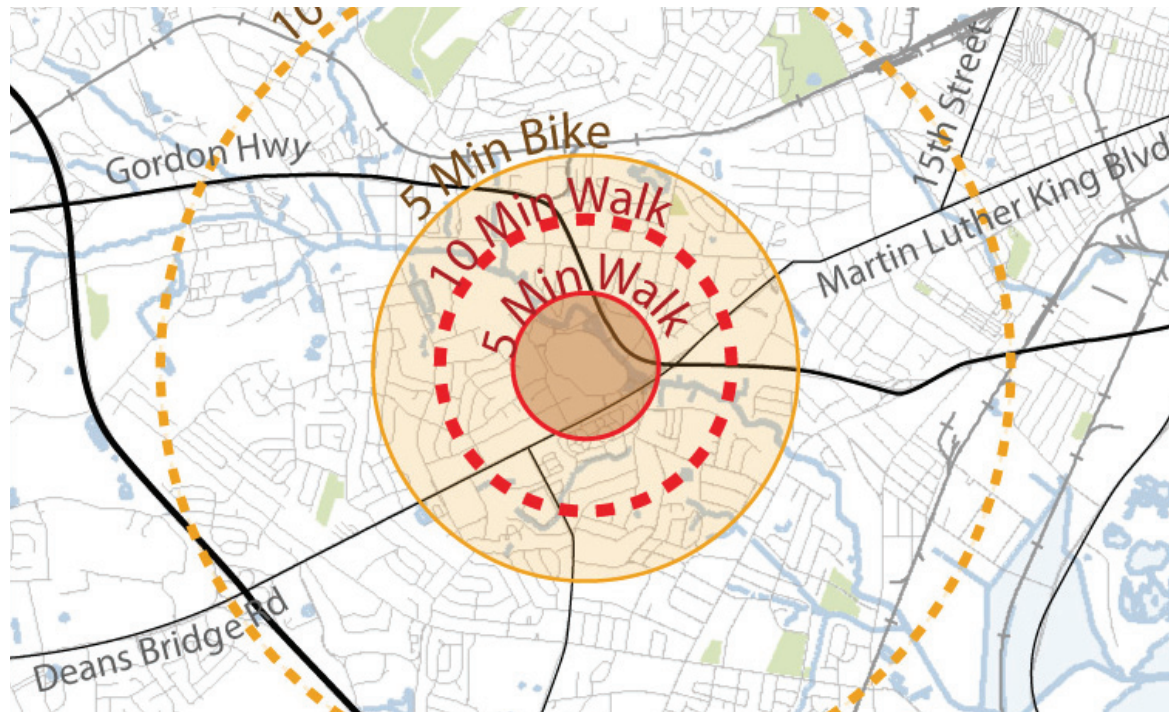 10
15th Street
Gordon Hwy
5 Min Bike
10 Min Walk
Martin Luther King Blvd
5 Min Walk
Deans Bridge Rd